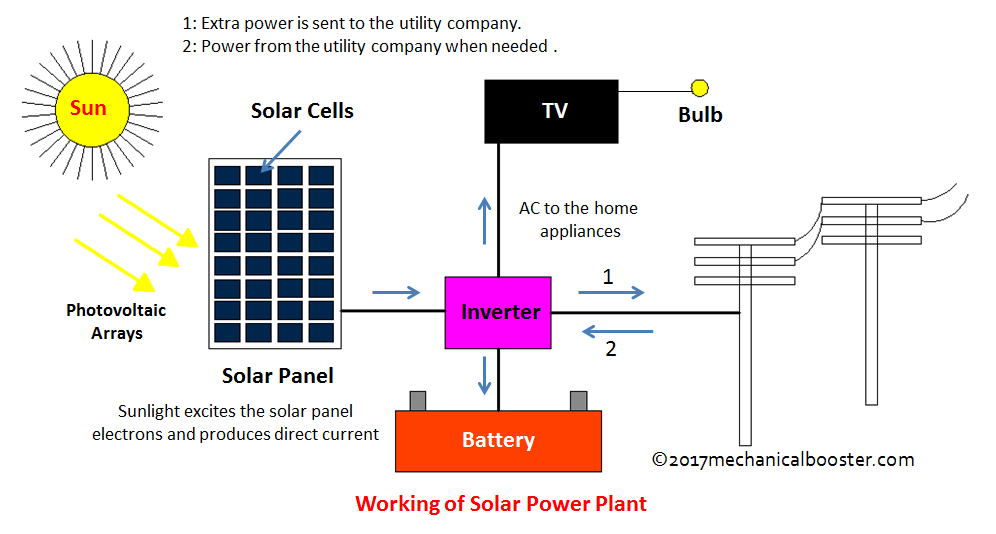 1: Extra power is sent to the utility company.
2: Power from the utility company when needed .
Sun
Solar Cells
TV
Bulb
AC to the home
appliances
Photovoltaic
Arrays
Inverter
1
2
Solar Panel
Sunlight excites the solar panel
electrons and produces direct current
Battery
©2017mechanicalbooster.com
Working of Solar Power Plant